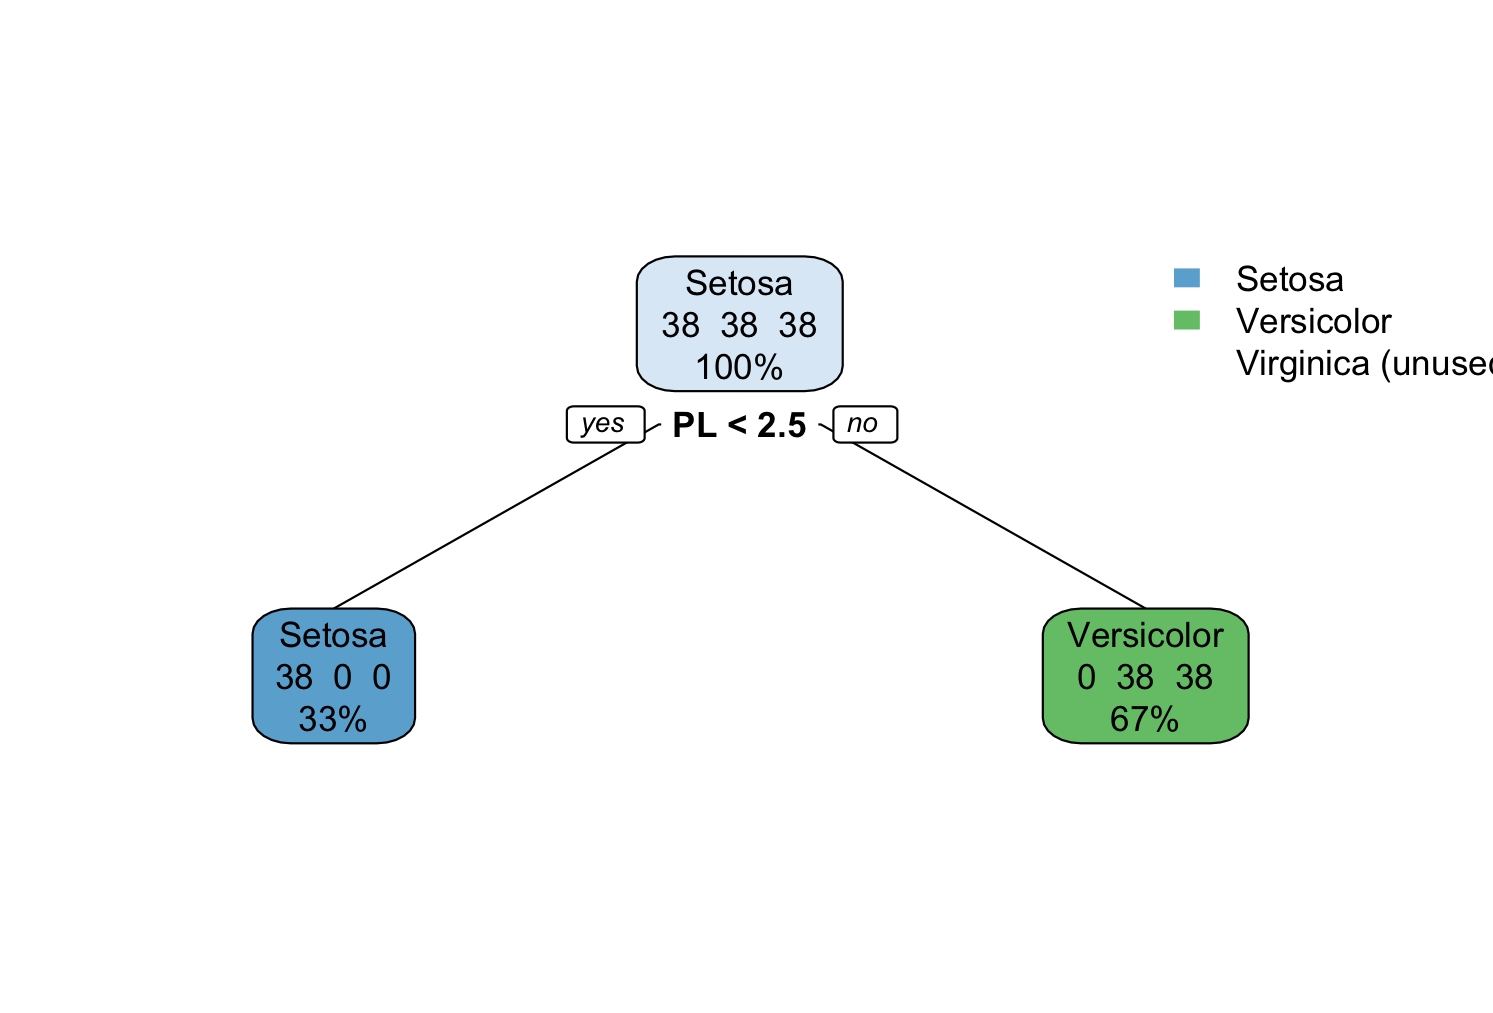 Setosa
38 38 38
100%
Setosa
Versicolor
Virginica (unused
yes PL < 2.5 no
Setosa
38 0 0
33%
Versicolor
0 38 38
67%